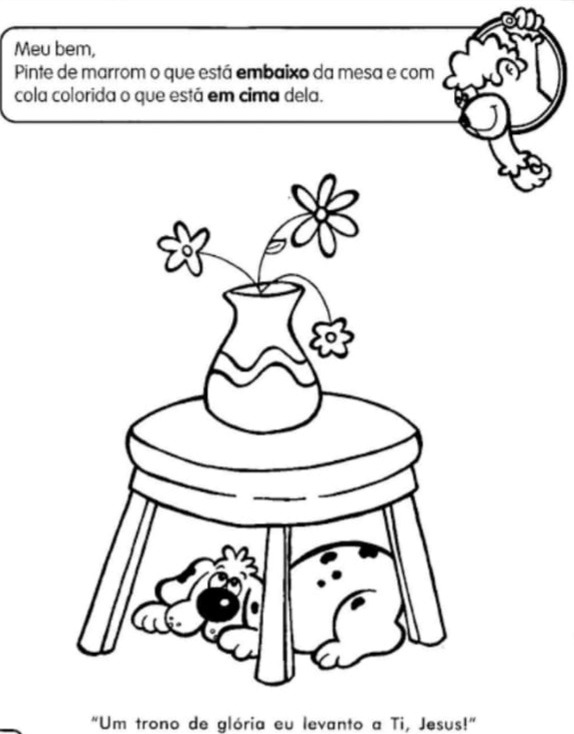 Meu bem,
Pinte de marrom o que está embaixo da mesa e com
cola colorida o que está em cima dela.
"Um trono de glória eu levanto a Ti, Jesus!"